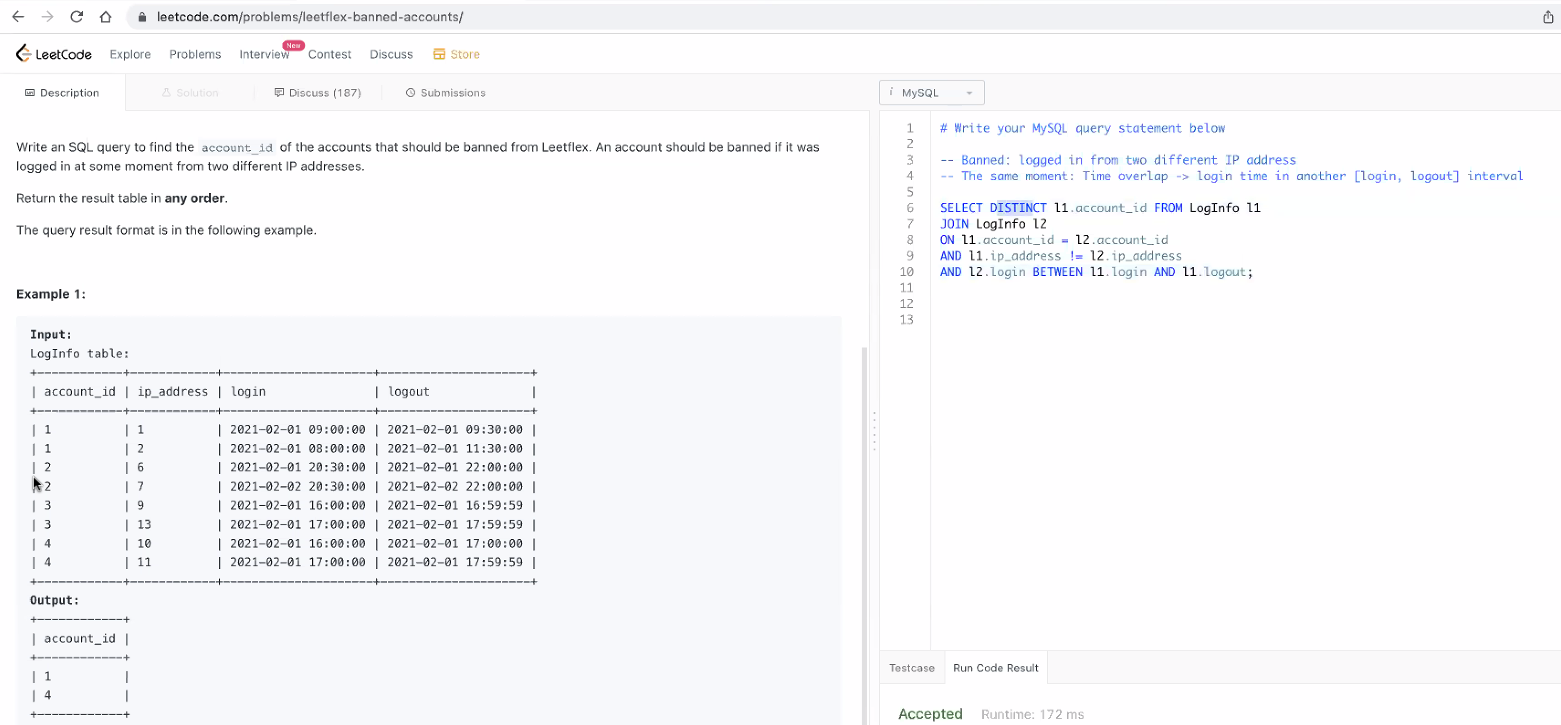 leetcode.com/problems/leetflex-banned-accounts/
LeetCode Explore Problems Interview New Contest Discuss Store
Description Solution Discuss (187) Submissions
i MySQL
Write an SQL query to find the account_id of the accounts that should be banned from Leetflex. An account should be banned if it was
logged in at some moment from two different IP addresses.
Return the result table in any order.
The query result format is in the following example.
Example 1:
Input:
LogInfo table:
+------------+------------+---------------------+---------------------+
| account_id | ip_address | login               | logout              |
+------------+------------+---------------------+---------------------+
| 1          | 1          | 2021-02-01 09:00:00 | 2021-02-01 09:30:00 |
| 1          | 2          | 2021-02-01 08:00:00 | 2021-02-01 11:30:00 |
| 2          | 6          | 2021-02-01 20:30:00 | 2021-02-01 22:00:00 |
| 2          | 7          | 2021-02-02 20:30:00 | 2021-02-02 22:00:00 |
| 3          | 9          | 2021-02-01 16:00:00 | 2021-02-01 16:59:59 |
| 3          | 13         | 2021-02-01 17:00:00 | 2021-02-01 17:59:59 |
| 4          | 10         | 2021-02-01 16:00:00 | 2021-02-01 17:00:00 |
| 4          | 11         | 2021-02-01 17:00:00 | 2021-02-01 17:59:59 |
+------------+------------+---------------------+---------------------+
Output:
+------------+
| account_id |
+------------+
| 1          |
| 4          |
+------------+
1 # Write your MySQL query statement below
2
3 -- Banned: logged in from two different IP address
4 -- The same moment: Time overlap -> login time in another [login, logout] interval
5
6 SELECT DISTINCT l1.account_id FROM LogInfo l1
7 JOIN LogInfo l2
8 ON l1.account_id = l2.account_id
9 AND l1.ip_address != l2.ip_address
10 AND l2.login BETWEEN l1.login AND l1.logout;
11
12
13
Testcase Run Code Result
Accepted Runtime: 172 ms